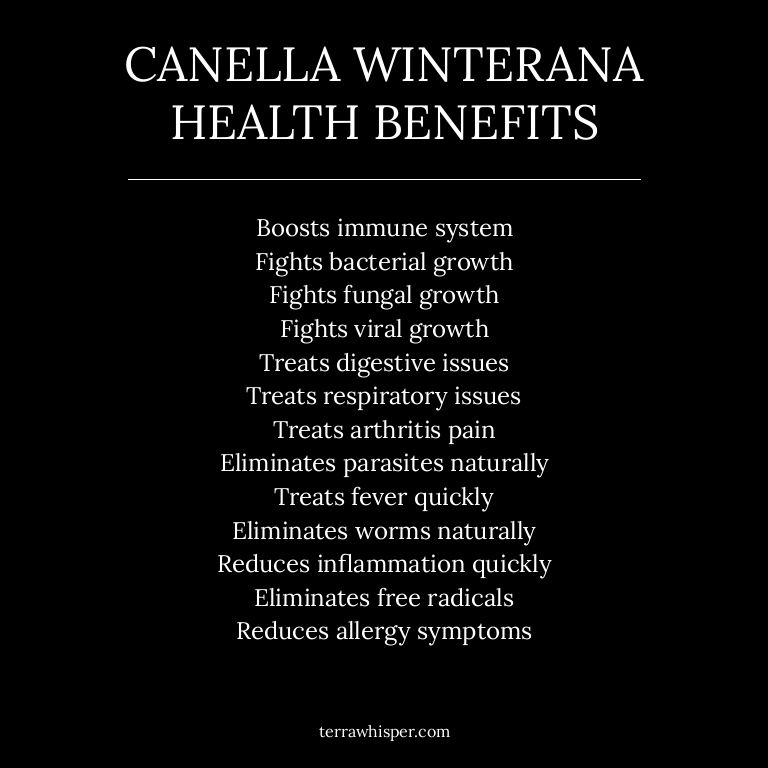 CANELLA WINTERANA
HEALTH BENEFITS
Boosts immune system
Fights bacterial growth
Fights fungal growth
Fights viral growth
Treats digestive issues
Treats respiratory issues
Treats arthritis pain
Eliminates parasites naturally
Treats fever quickly
Eliminates worms naturally
Reduces inflammation quickly
Eliminates free radicals
Reduces allergy symptoms
terrawhisper.com